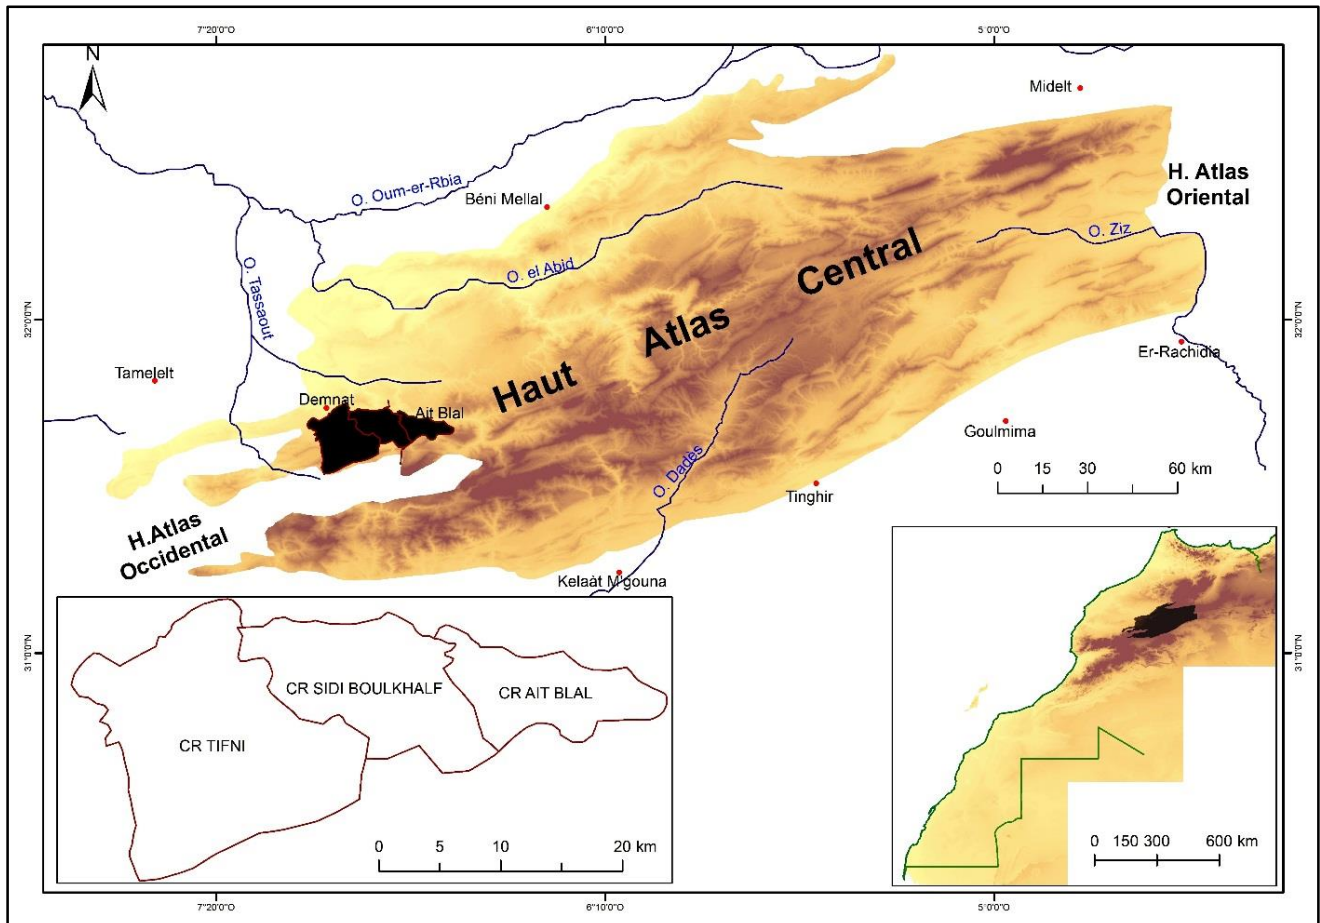 7°20'0"O
6°10'0"O
5°0'0"O
N
Midelt
O. Oum-er-Rbia
Béni Mellal
H. Atlas
Oriental
O. Ziz
O. el Abid
O. Tassaout
Haut Atlas Central
32°0'0"N
32°0'0"N
Er-Rachidia
Tamelelt
Demnat
Ait Blal
Goulmima
0 15 30 60 km
O. Dadès
Tinghir
H.Atlas
Occidental
Kelaàt M'gouna
31°0'0"N
31°0'0"N
CR SIDI BOULKHALF
CR AIT BLAL
CR TIFNI
0 5 10 20 km
0 150 300 600 km
7°20'0"O
6°10'0"O
5°0'0"O